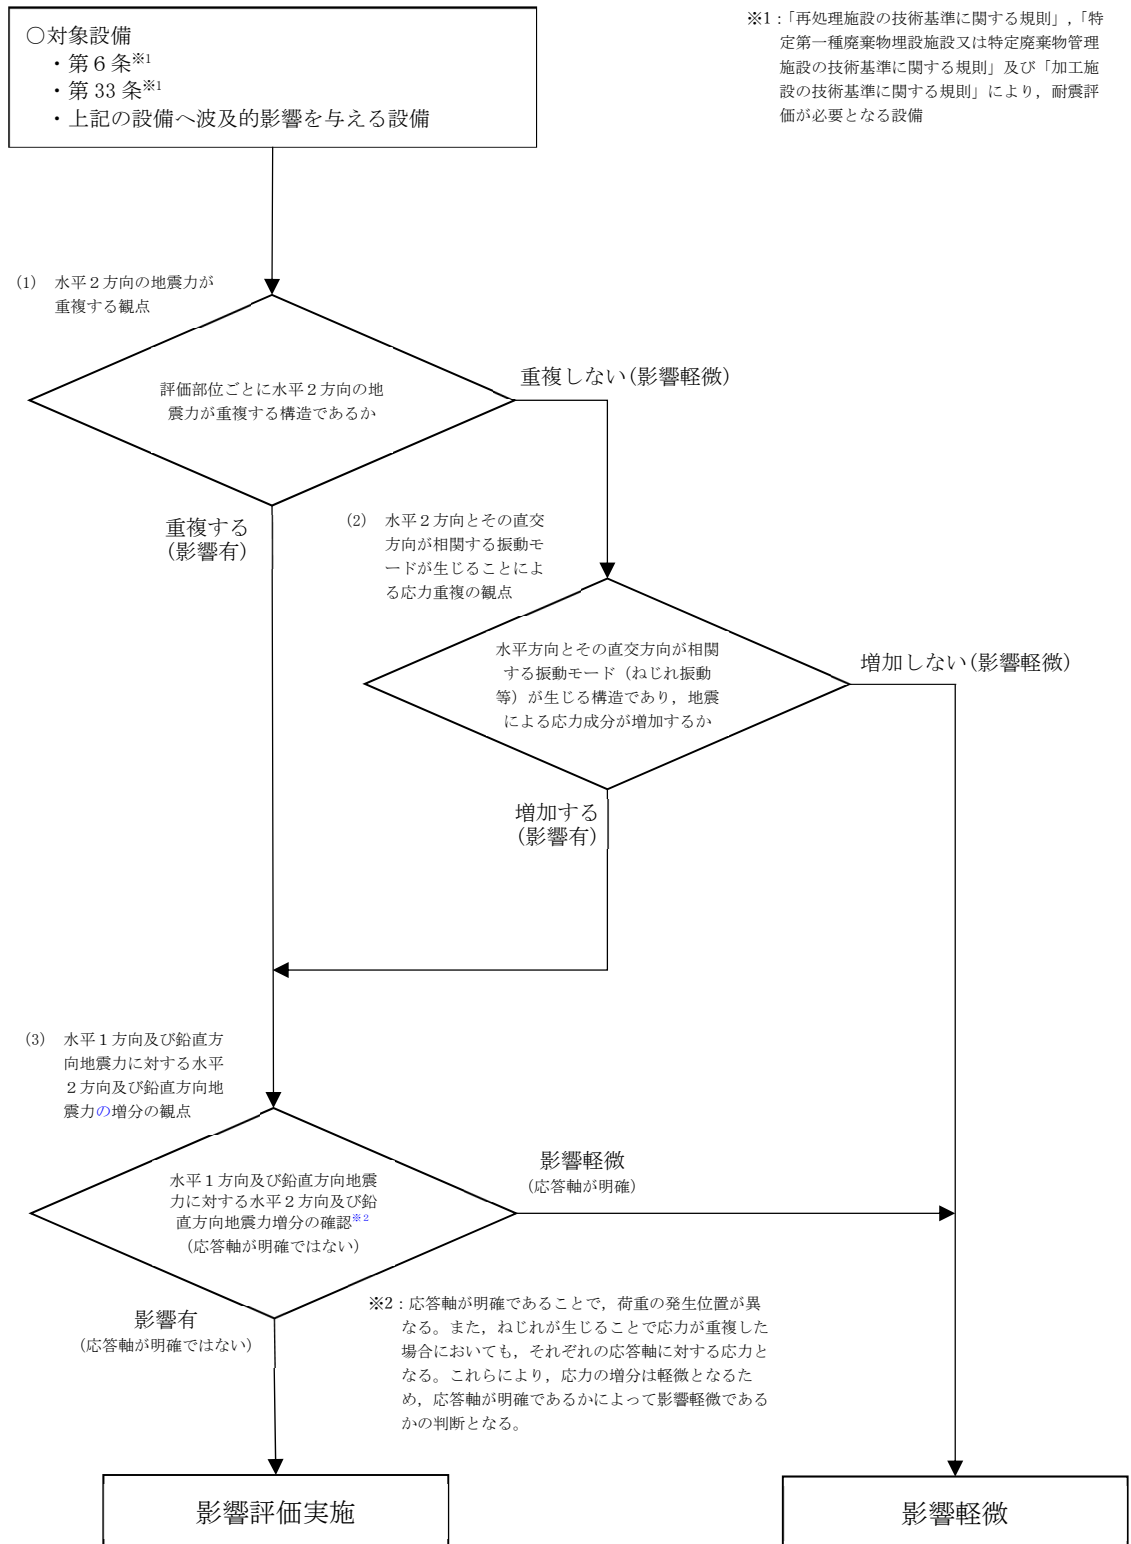 ○対象設備
・第6条※1
・第33条※1
・上記の設備へ波及的影響を与える設備
※1：「再処理施設の技術基準に関する規則」，「特
定第一種廃棄物埋設施設又は特定廃棄物管理
施設の技術基準に関する規則」及び「加工施
設の技術基準に関する規則」により，耐震評
価が必要となる設備
(1) 水平２方向の地震力が
重複する観点
評価部位ごとに水平２方向の地
震力が重複する構造であるか
重複しない(影響軽微)
重複する
(影響有)
(2) 水平２方向とその直交
方向が相関する振動モ
ードが生じることによ
る応力重複の観点
水平方向とその直交方向が相関
する振動モード（ねじれ振動
等）が生じる構造であり，地震
による応力成分が増加するか
増加しない(影響軽微)
増加する
(影響有)
(3) 水平１方向及び鉛直方
向地震力に対する水平
２方向及び鉛直方向地
震力の増分の観点
水平１方向及び鉛直方向地震
力に対する水平２方向及び鉛
直方向地震力増分の確認※2
（応答軸が明確ではない）
影響軽微
(応答軸が明確)
影響有
(応答軸が明確ではない)
※2：応答軸が明確であることで，荷重の発生位置が異
なる。また，ねじれが生じることで応力が重複した
場合においても，それぞれの応答軸に対する応力と
なる。これらにより，応力の増分は軽微となるた
め，応答軸が明確であるかによって影響軽微である
かの判断となる。
影響評価実施
影響軽微